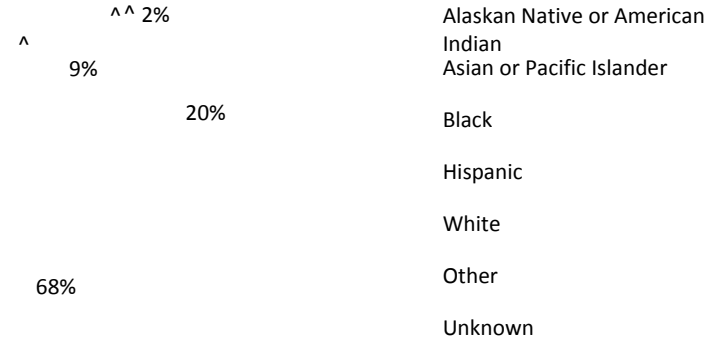 ^^ 2%
^
9%
20%
68%
Alaskan Native or American
Indian
Asian or Pacific Islander
Black
Hispanic
White
Other
Unknown